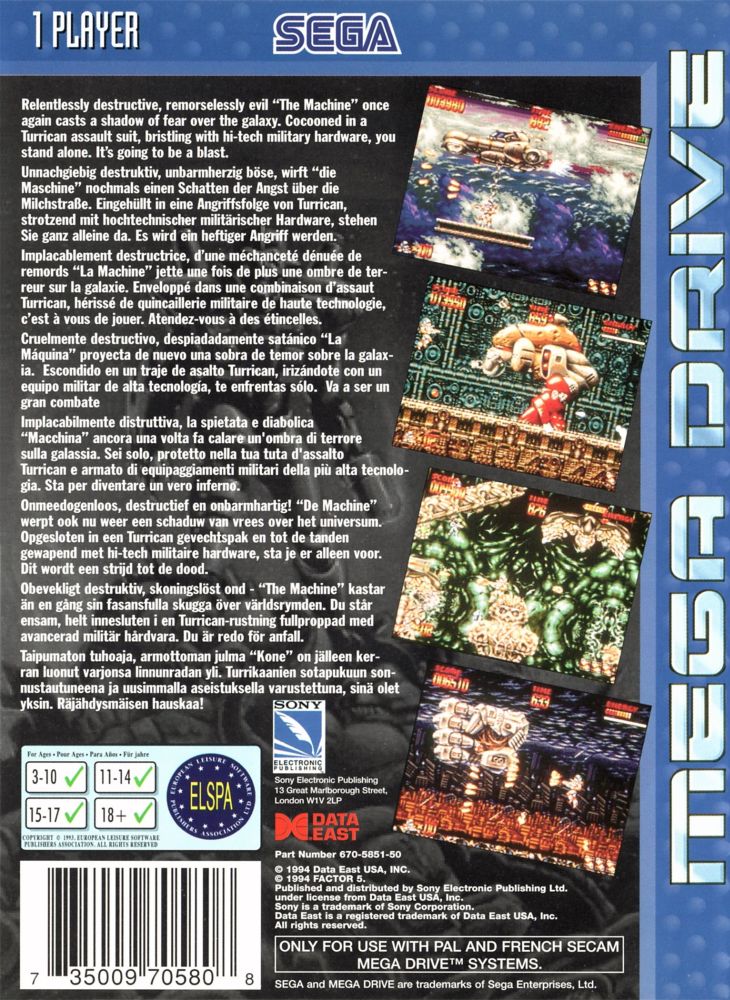 1 PLAYER
SEGA
Relentlessly destructive, remorselessly evil “The Machine” once
again casts a shadow of fear over the galaxy. Cocooned in a
Turrican assault suit, bristling with hi-tech military hardware, you
stand alone. It’s going to be a blast.
Unnachgiebig destruktiv, unbarmherzig böse, wirft “die
Maschine” nochmals einen Schatten der Angst über die
Milchstraße. Eingehüllt in eine Angriffsfolge von Turrican,
strotzend mit hochtechnischer militärischer Hardware, stehen
Sie ganz alleine da. Es wird ein heftiger Angriff werden.
Implacablement destructrice, d’une méchanceté dénuée de
remords “La Machine” jette une fois de plus une ombre de ter-
reur sur la galaxie. Enveloppé dans une combinaison d’assaut
Turrican, hérissé de quincaillerie militaire de haute technologie,
c’est à vous de jouer. Atendez-vous à des étincelles.
Cruelmente destructivo, despiadadamente satánico “La
Máquina” proyecta de nuevo una sobra de temor sobre la galax-
ia. Escondido en un traje de asalto Turrican, irizándote con un
equipo militar de alta tecnología, te enfrentas sólo. Va a ser un
gran combate
Implacabilmente distruttiva, la spietata e diabolica
“Macchina” ancora una volta fa calare un'ombra di terrore
sulla galassia. Sei solo, protetto nella tua tuta d'assalto
Turrican e armato di equipaggiamenti militari della più alta tecnolo-
gia. Sta per diventare un vero inferno.
Onmeedogenloos, destructief en onbarmhartig! “De Machine”
werpt ook nu weer een schaduw van vrees over het universum.
Opgesloten in een Turrican gevechtspak en tot de tanden
gewapend met hi-tech militaire hardware, sta je er alleen voor.
Dit wordt een strijd tot de dood.
Obevekligt destruktiv, skoningslöst ond - “The Machine” kastar
än en gång sin fasansfulla skugga över världsrymden. Du står
ensam, helt innesluten i en Turrican-rustning fullproppad med
avancerad militär hårdvara. Du är redo för anfall.
Taipumaton tuhoaja, armottoman julma “Kone” on jälleen ker-
ran luonut varjonsa linnunradan yli. Turrikaanien sotapukuun son-
nustautuneena ja uusimmalla aseistuksella varustettuna, sinä olet
yksin. Räjähdysmäisen hauskaa!
MEGA DRIVE
For Ages • Pour Ages • Para Años • Für jahre
3-10
11-14
15-17
18+
COPYRIGHT © 1993. EUROPEAN LEISURE SOFTWARE
PUBLISHERS ASSOCIATION. ALL RIGHTS RESERVED
EUROPEAN LEISURE SOFTWARE
PUBLISHERS ASSOCIATION LTD
ELSPA
SONY
ELECTRONIC
PUBLISHING
Sony Electronic Publishing
13 Great Marlborough Street,
London W1V 2LP
DATA
EAST
Part Number 670-5851-50
© 1994 Data East USA, INC.
© 1994 FACTOR 5.
Published and distributed by Sony Electronic Publishing Ltd.
under license from Data East USA, Inc.
Sony is a trademark of Sony Corporation.
Data East is a registered trademark of Data East USA, Inc.
All rights reserved.
ONLY FOR USE WITH PAL AND FRENCH SECAM
MEGA DRIVE™ SYSTEMS.
SEGA and MEGA DRIVE are trademarks of Sega Enterprises, Ltd.
7 35009 70580 8